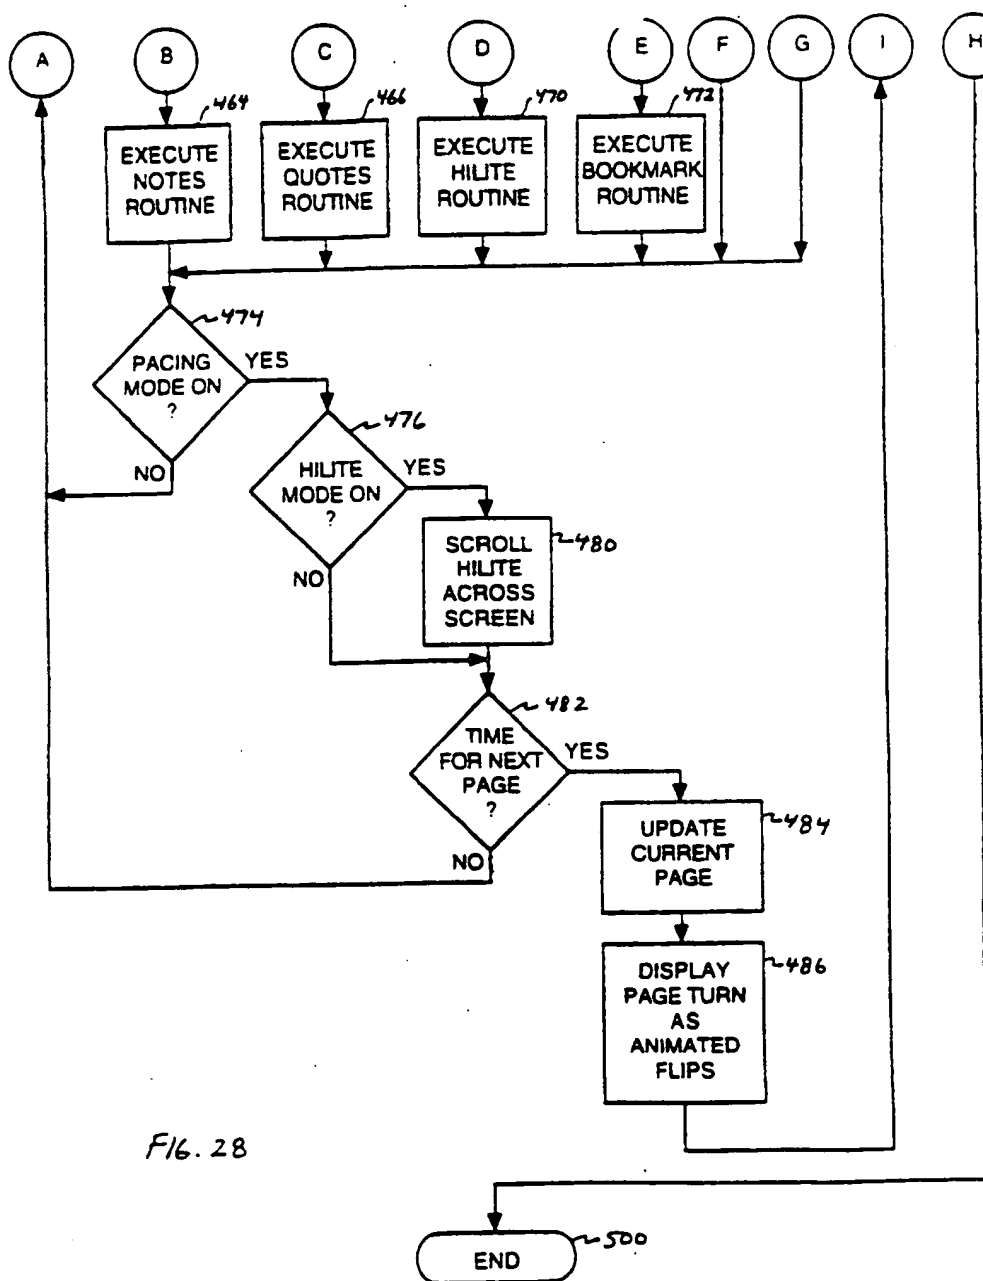 A B C D E F G I H
464 466 470 472
EXECUTE
NOTES
ROUTINE
EXECUTE
QUOTES
ROUTINE
EXECUTE
HILITE
ROUTINE
EXECUTE
BOOKMARK
ROUTINE
474
PACING
MODE ON
?
YES
NO
476
HILITE
MODE ON
?
YES
NO
480
SCROLL
HILITE
ACROSS
SCREEN
482
TIME
FOR NEXT
PAGE
?
YES
NO
484
UPDATE
CURRENT
PAGE
486
DISPLAY
PAGE TURN
AS
ANIMATED
FLIPS
FIG. 28
500
END